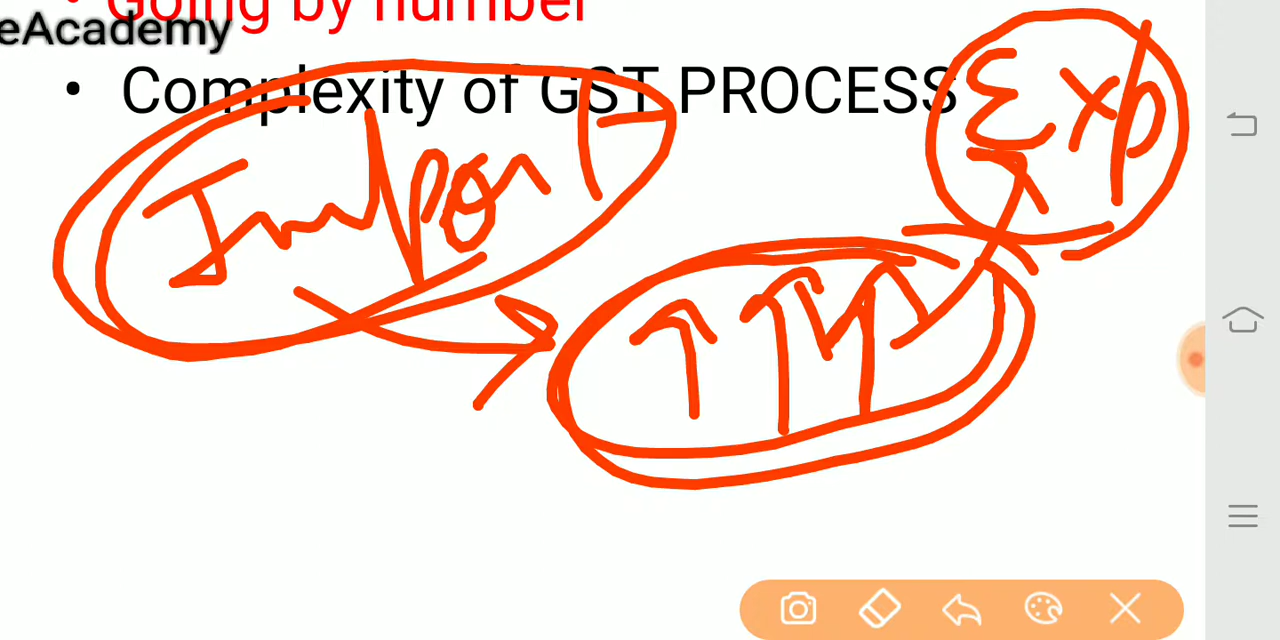 • Going by number
eAcademy
• Complexity of GST PROCESS
Import
Exp